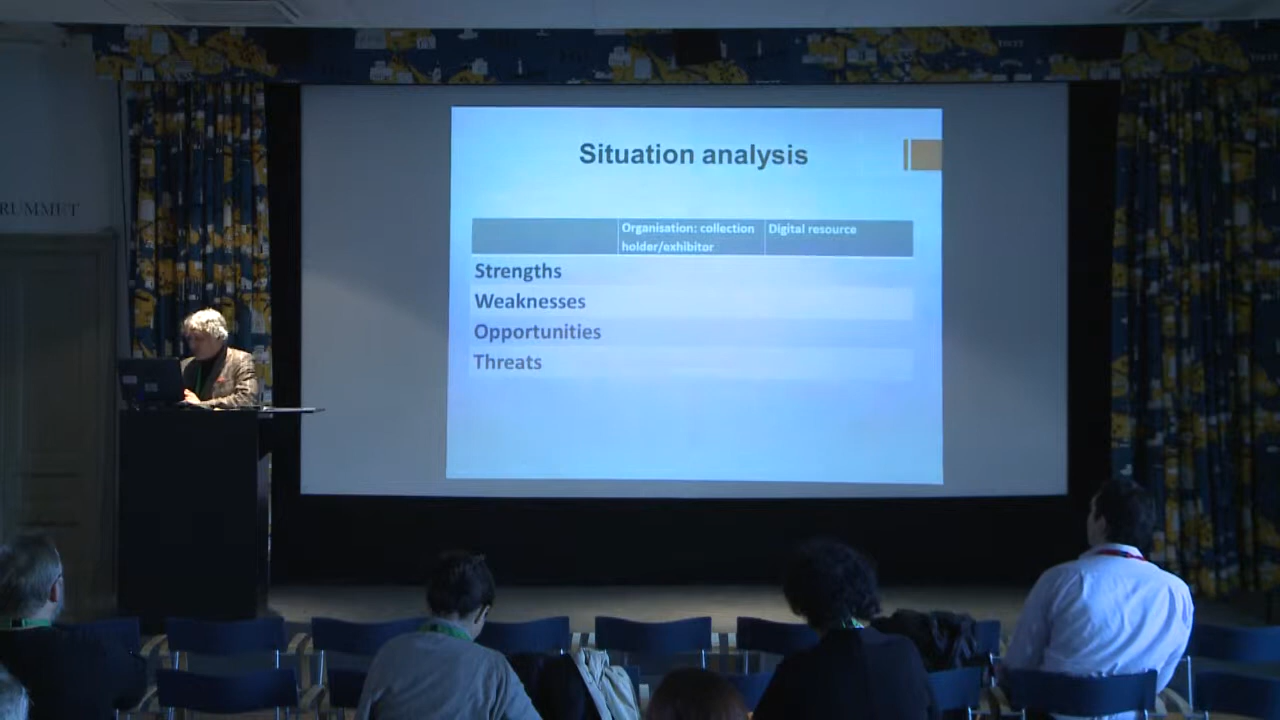 RUMMET
Situation analysis
Organisation: collection holder/exhibitor
Digital resource
Strengths
Weaknesses
Opportunities
Threats